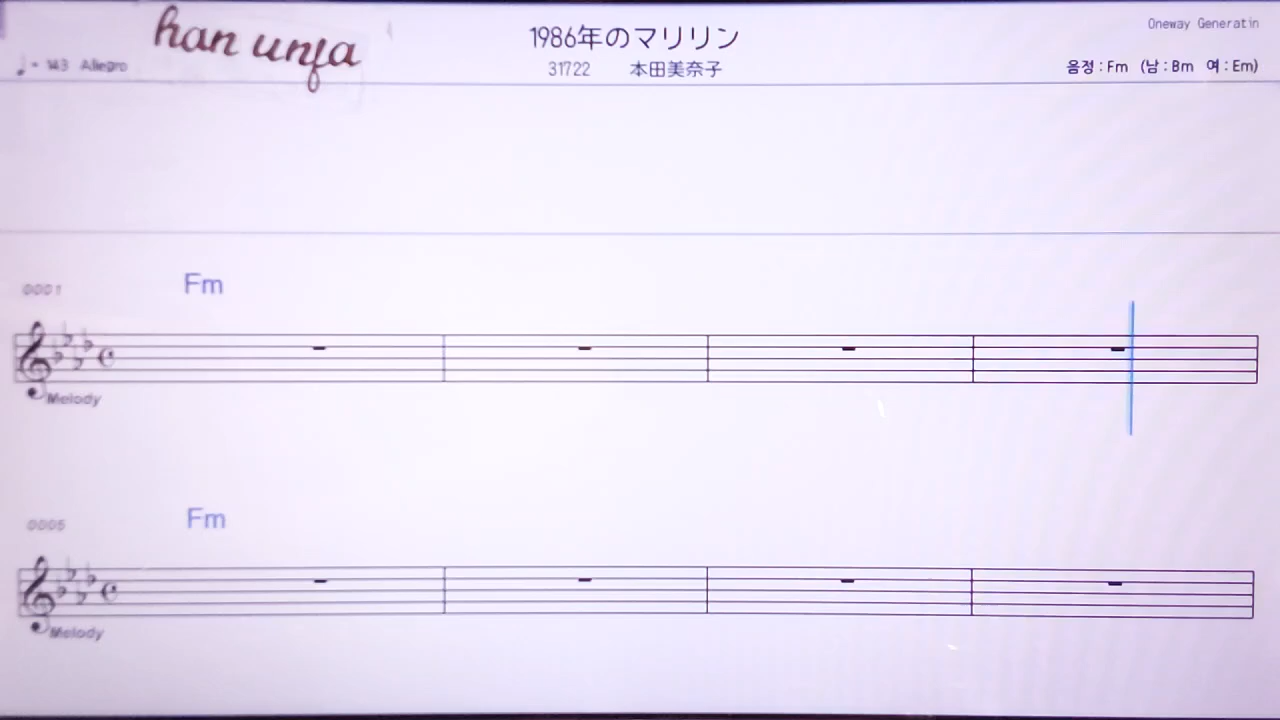 han unfa
1986年のマリリン
Oneway Generatin
♩= 143 Allegro
31722 本田美奈子
음정 : Fm (남 : Bm 여 : Em)
0001
Fm
Melody
0005
Fm
Melody